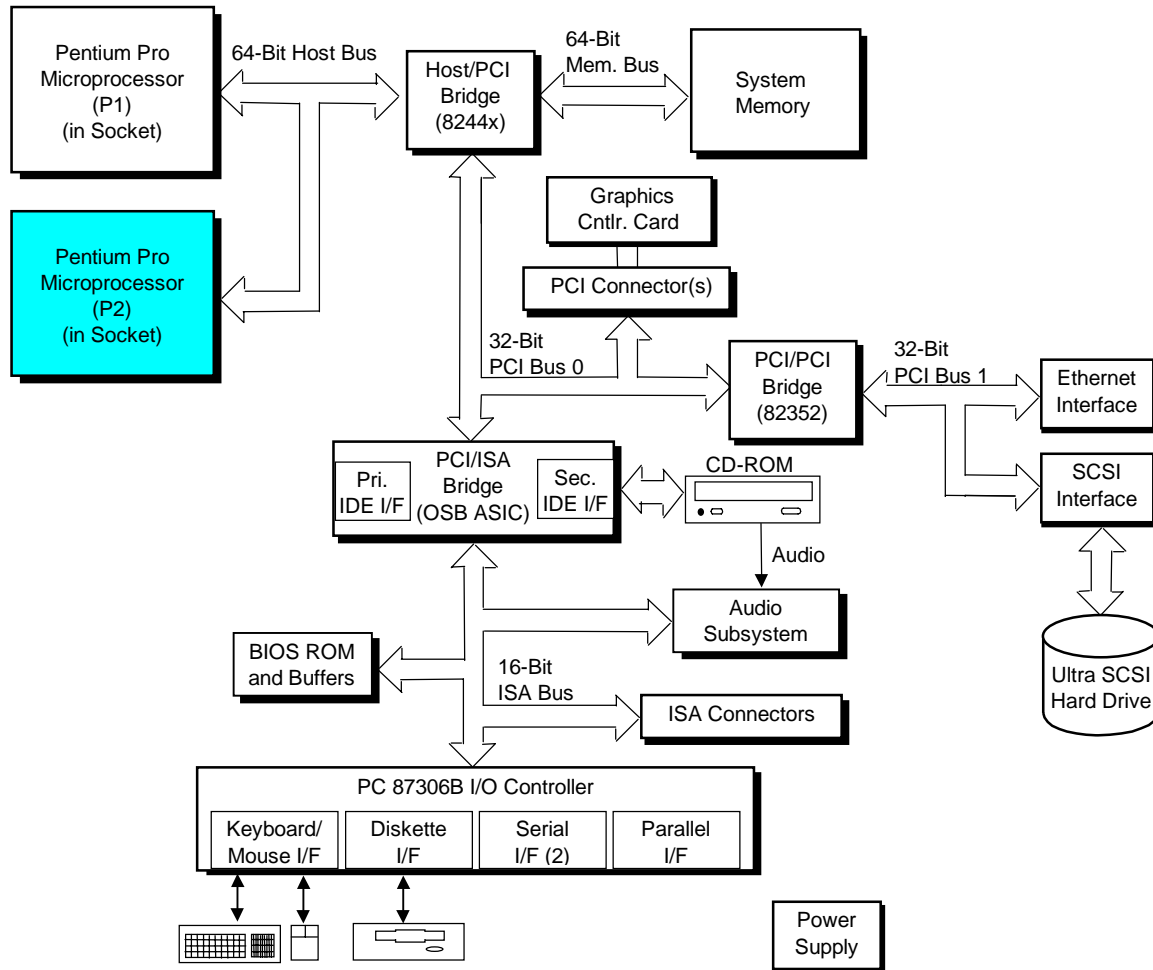 Pentium Pro
Microprocessor
(P1)
(in Socket)
64-Bit Host Bus
Host/PCI
Bridge
(8244x)
64-Bit
Mem. Bus
System
Memory
Pentium Pro
Microprocessor
(P2)
(in Socket)
Graphics
Cntlr. Card
PCI Connector(s)
32-Bit
PCI Bus 0
PCI/PCI
Bridge
(82352)
32-Bit
PCI Bus 1
Ethernet
Interface
SCSI
Interface
Pri.
IDE I/F
PCI/ISA
Bridge
(OSB ASIC)
Sec.
IDE I/F
CD-ROM
Audio
Audio
Subsystem
Ultra SCSI
Hard Drive
BIOS ROM
and Buffers
16-Bit
ISA Bus
ISA Connectors
PC 87306B I/O Controller
Keyboard/
Mouse I/F
Diskette
I/F
Serial
I/F (2)
Parallel
I/F
Power
Supply